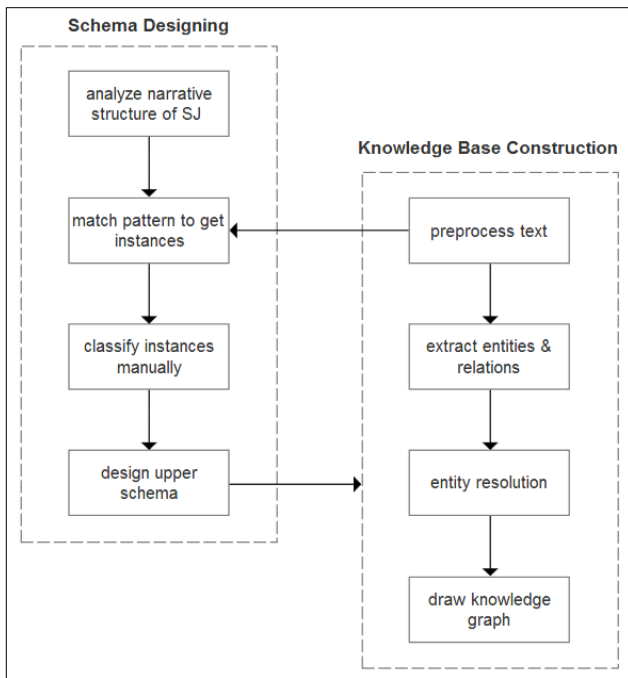 Schema Designing
analyze narrative
structure of SJ
match pattern to get
instances
classify instances
manually
design upper
schema
Knowledge Base Construction
preprocess text
extract entities &
relations
entity resolution
draw knowledge
graph